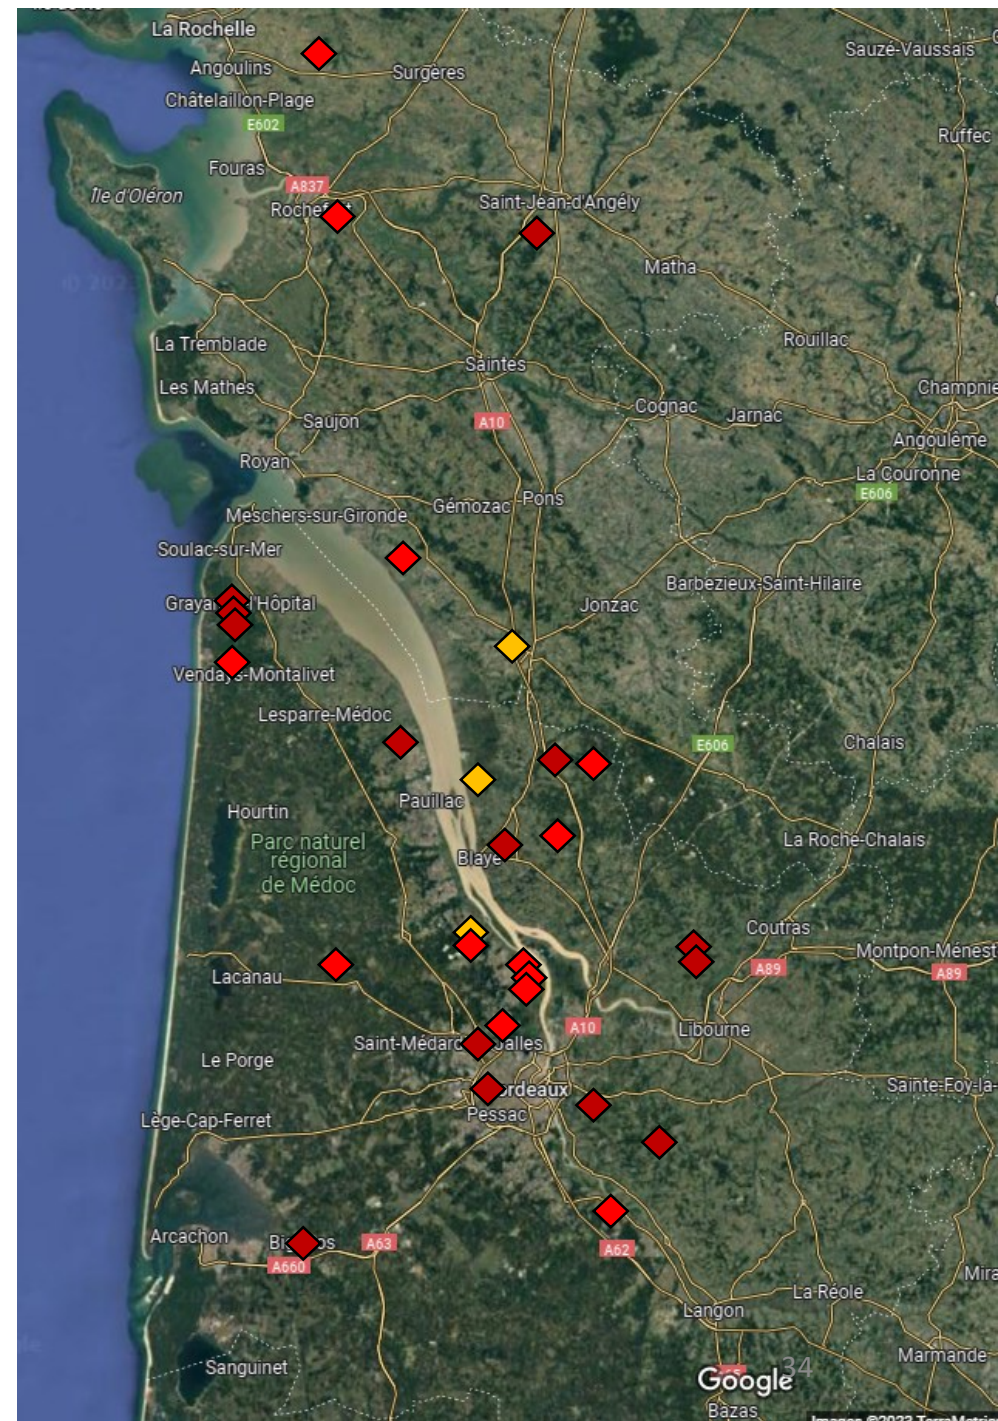 La Rochelle
Sauzé-Vaussais
Angoulins
Surgères
Châtelaillon-Plage
E602
Ruffec
Fouras
A837
Île d'Oléron
Saint-Jean-d'Angély
Matha
La Tremblade
Rouillac
Saintes
Les Mathes
Cognac
Jarnac
Saujon
A10
Angoulême
Royan
La Couronne
E606
Pons
Gémozac
Meschers-sur-Gironde
Soulac-sur-Mer
Barbezieux-Saint-Hilaire
Jonzac
Vendays-Montalivet
Lesparre-Médoc
E606
Chalais
Pauillac
Hourtin
Parc naturel
régional
de Médoc
La Roche-Chalais
Blaye
Coutras
Montpon-Ménest
A89
A89
Lacanau
A10
Libourne
Le Porge
Sainte-Foy-la-
Pessac
Lège-Cap-Ferret
Arcachon
A63
A62
A660
La Réole
Langon
Marmande
Sanguinet
34
Google
Bazas